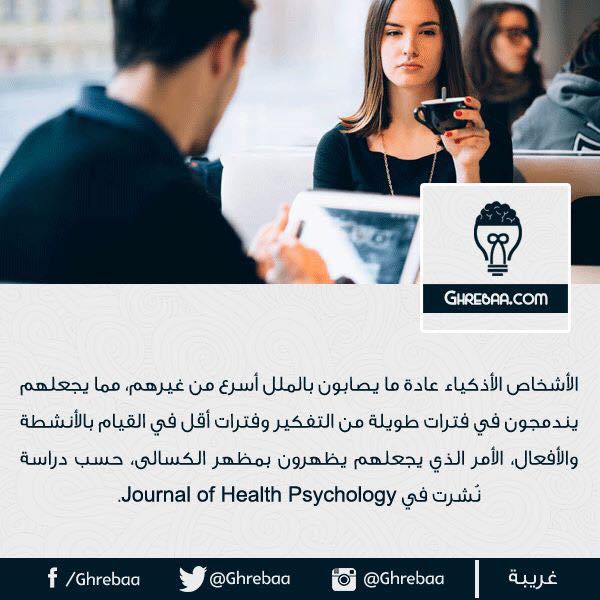 GHREBAA.COM
الأشخاص الأذكياء عادة ما يصابون بالملل أسرع من غيرهم، مما يجعلهم
يندمجون في فترات طويلة من التفكير وفترات أقل في القيام بالأنشطة
والأفعال، الأمر الذي يجعلهم يظهرون بمظهر الكسالى، حسب دراسة
نُشرت في Journal of Health Psychology.
f /Ghrebaa @Ghrebaa @Ghrebaa | غريبة